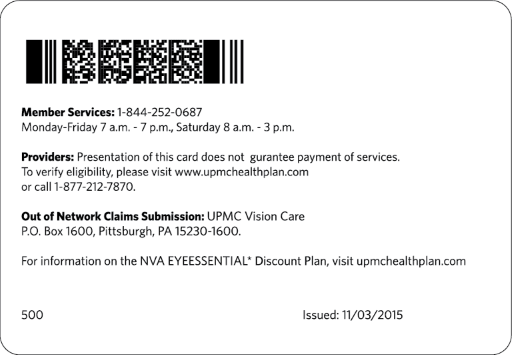 Member Services: 1-844-252-0687
Monday-Friday 7 a.m. - 7 p.m., Saturday 8 a.m. - 3 p.m.
Providers: Presentation of this card does not gurantee payment of services.
To verify eligibility, please visit www.upmchealthplan.com
or call 1-877-212-7870.
Out of Network Claims Submission: UPMC Vision Care
P.O. Box 1600, Pittsburgh, PA 15230-1600.
For information on the NVA EYEESSENTIAL* Discount Plan, visit upmchealthplan.com
500 Issued: 11/03/2015